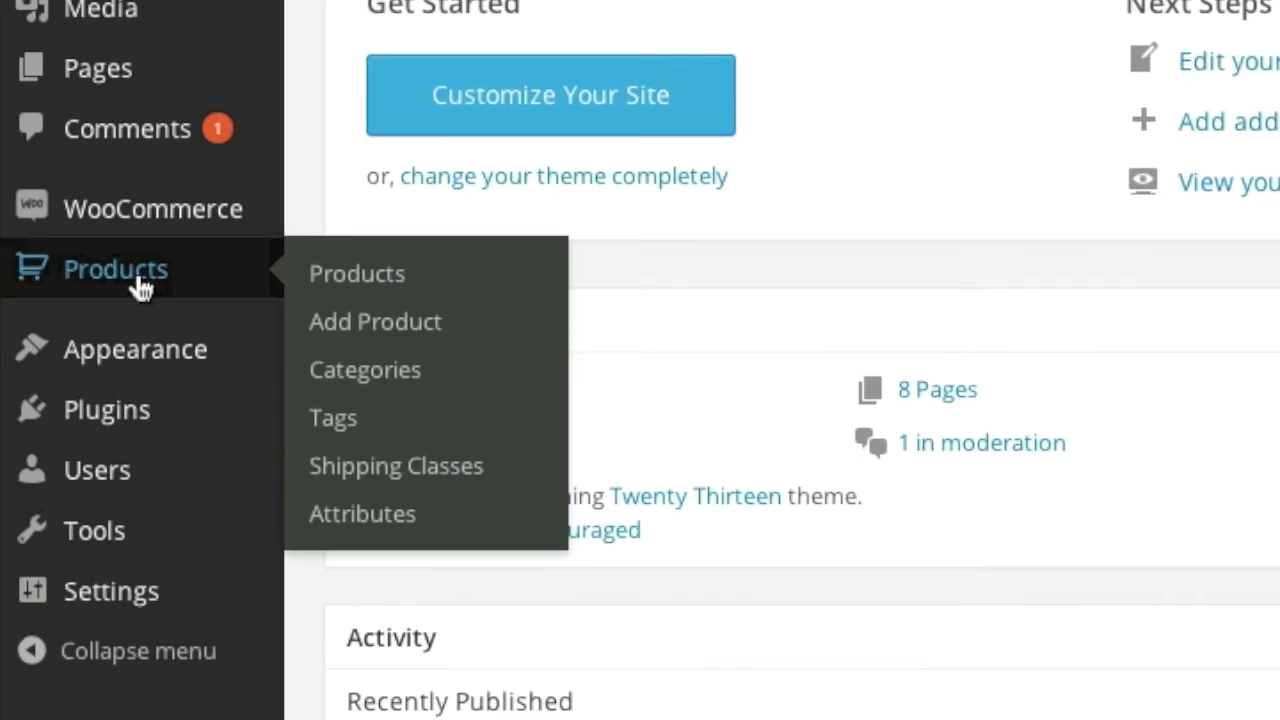 Media
Pages
Comments 1
WooCommerce
Products
Appearance
Plugins
Users
Tools
Settings
Collapse menu
Products
Add Product
Categories
Tags
Shipping Classes
Attributes
Get Started
Customize Your Site
or, change your theme completely
Next Steps
Edit your
Add add
View you
8 Pages
1 in moderation
ning Twenty Thirteen theme.
uraged
Activity
Recently Published